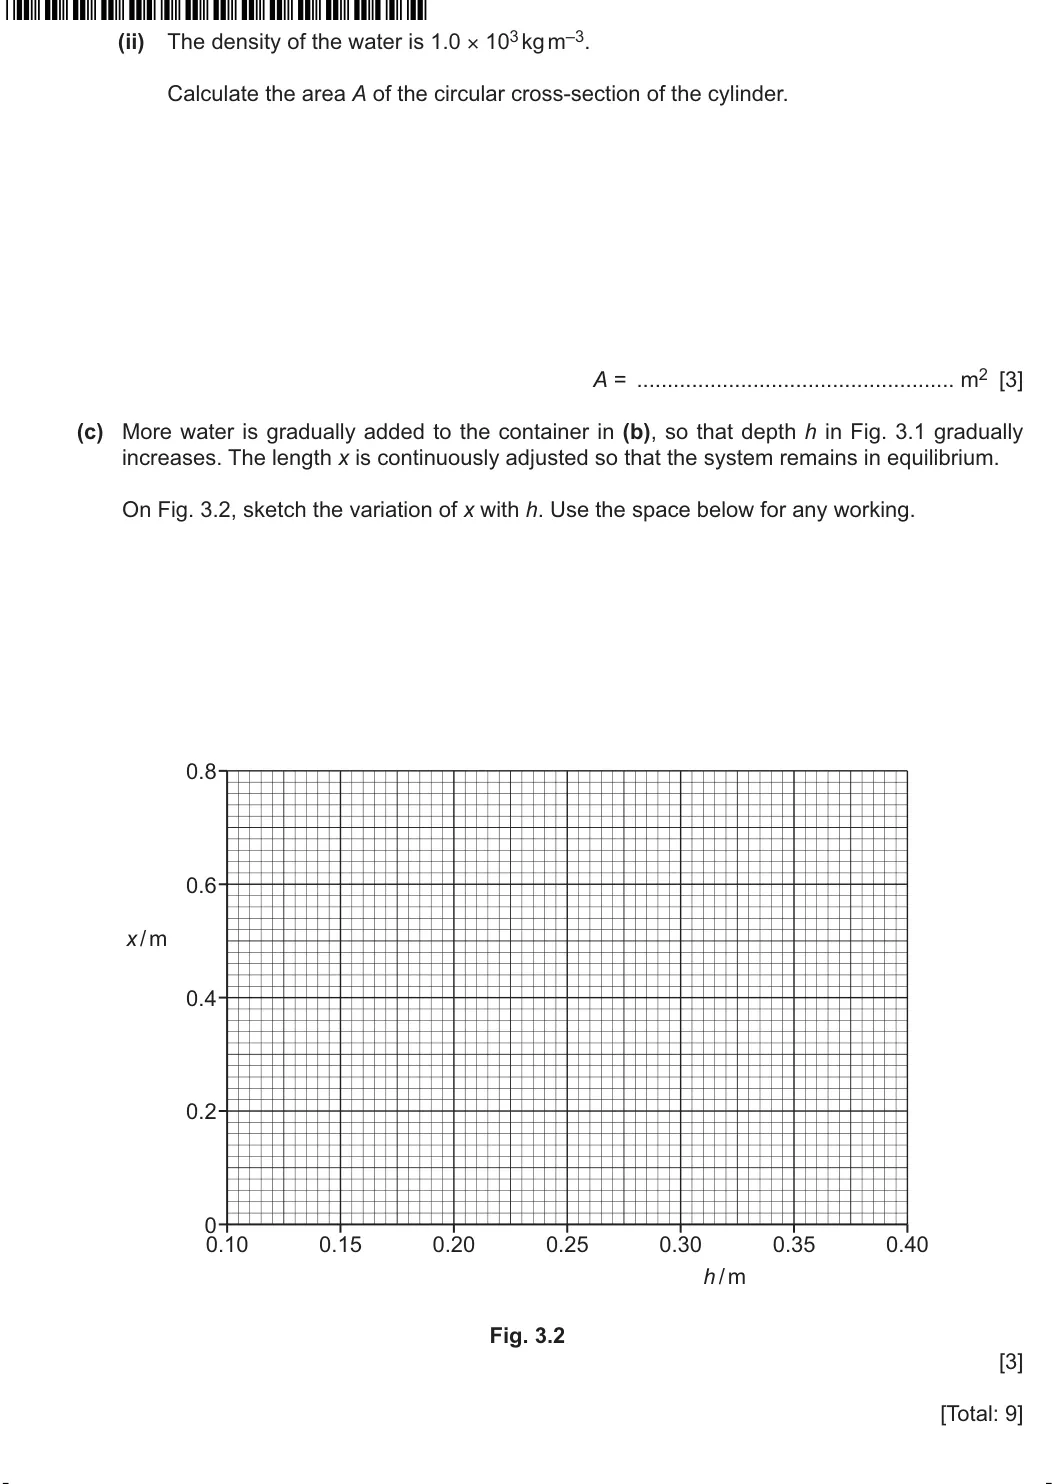 (ii) The density of the water is 1.0 × 10³ kg m⁻³.
Calculate the area A of the circular cross-section of the cylinder.
A = ..................................................... m² [3]
(c) More water is gradually added to the container in (b), so that depth h in Fig. 3.1 gradually
increases. The length x is continuously adjusted so that the system remains in equilibrium.
On Fig. 3.2, sketch the variation of x with h. Use the space below for any working.
0.8
0.6
x / m
0.4
0.2
0
0.10 0.15 0.20 0.25 0.30 0.35 0.40
h / m
Fig. 3.2
[3]
[Total: 9]